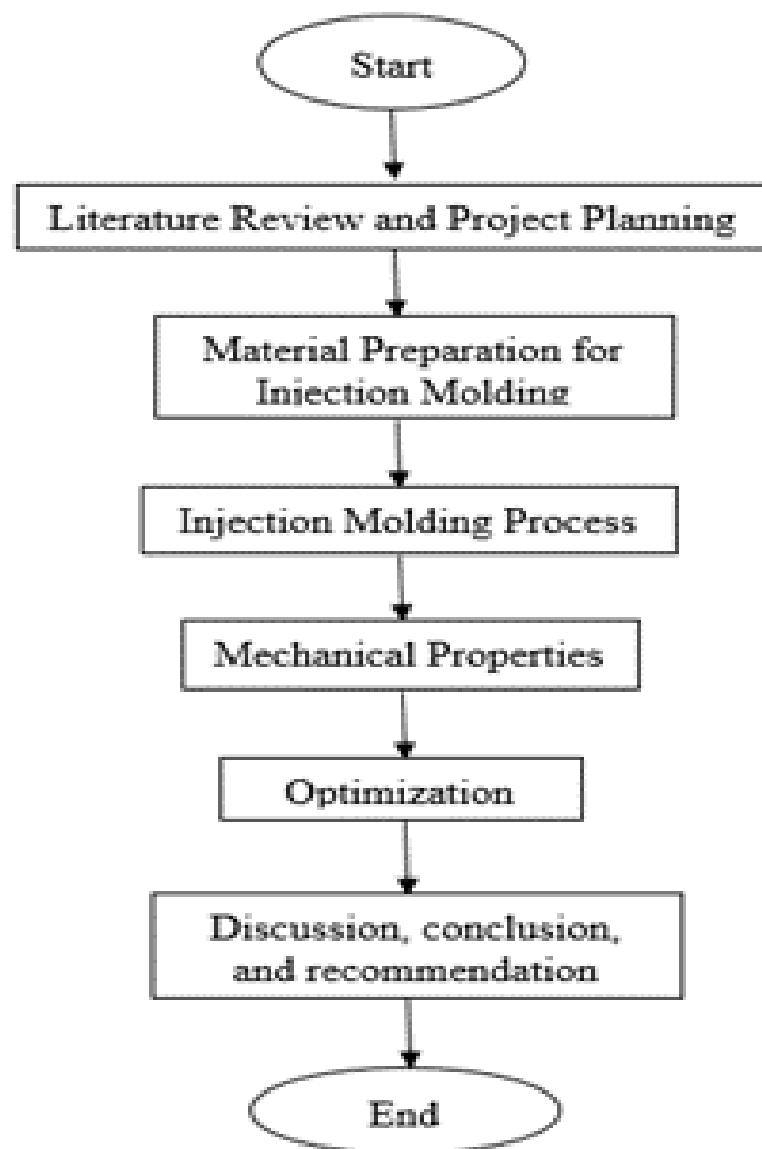 Start
Literature Review and Project Planning
Material Preparation for
Injection Molding
Injection Molding Process
Mechanical Properties
Optimization
Discussion, conclusion,
and recommendation
End